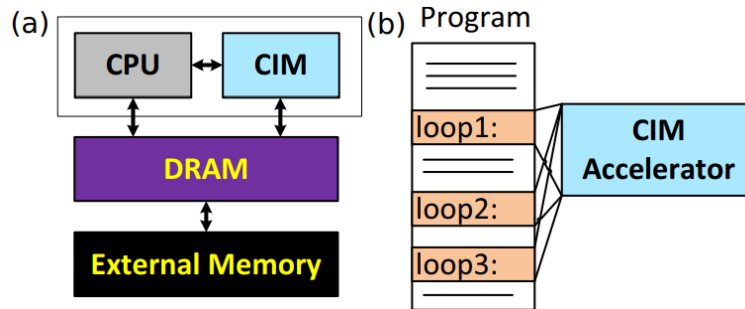 (a)
CPU
CIM
DRAM
External Memory
(b)
Program
loop1:
loop2:
loop3:
CIM
Accelerator